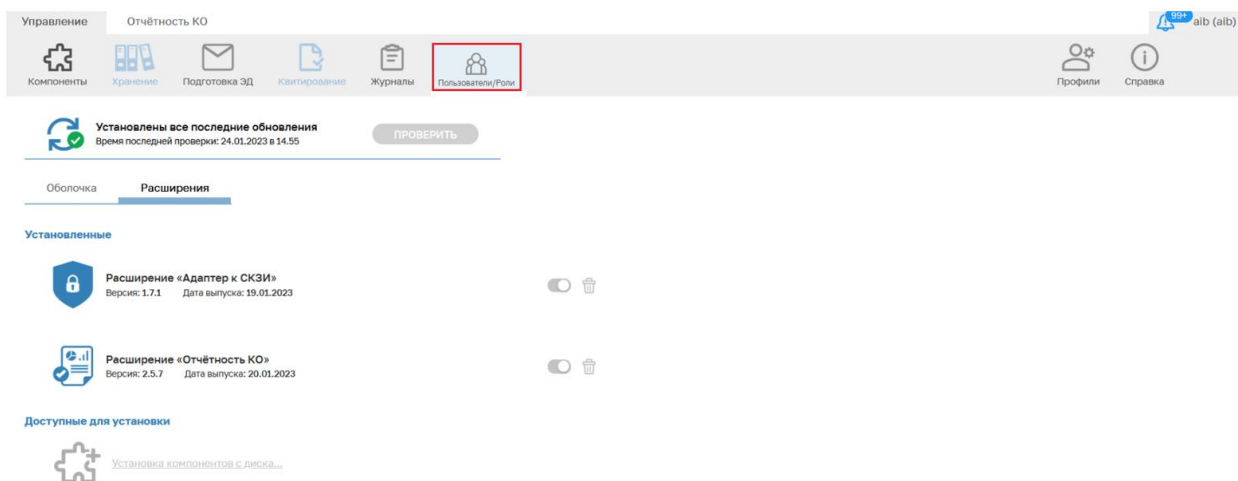 Управление Отчётность КО 99+ aib (aib)
Компоненты Хранение Подготовка ЭД Квитирование Журналы Пользователи/Роли Профили Справка
Установлены все последние обновления
Время последней проверки: 24.01.2023 в 14.55
ПРОВЕРИТЬ
Оболочка Расширения
Установленные
Расширение «Адаптер к СКЗИ»
Версия: 1.7.1 Дата выпуска: 19.01.2023
Расширение «Отчётность КО»
Версия: 2.5.7 Дата выпуска: 20.01.2023
Доступные для установки
Установка компонентов с диска...